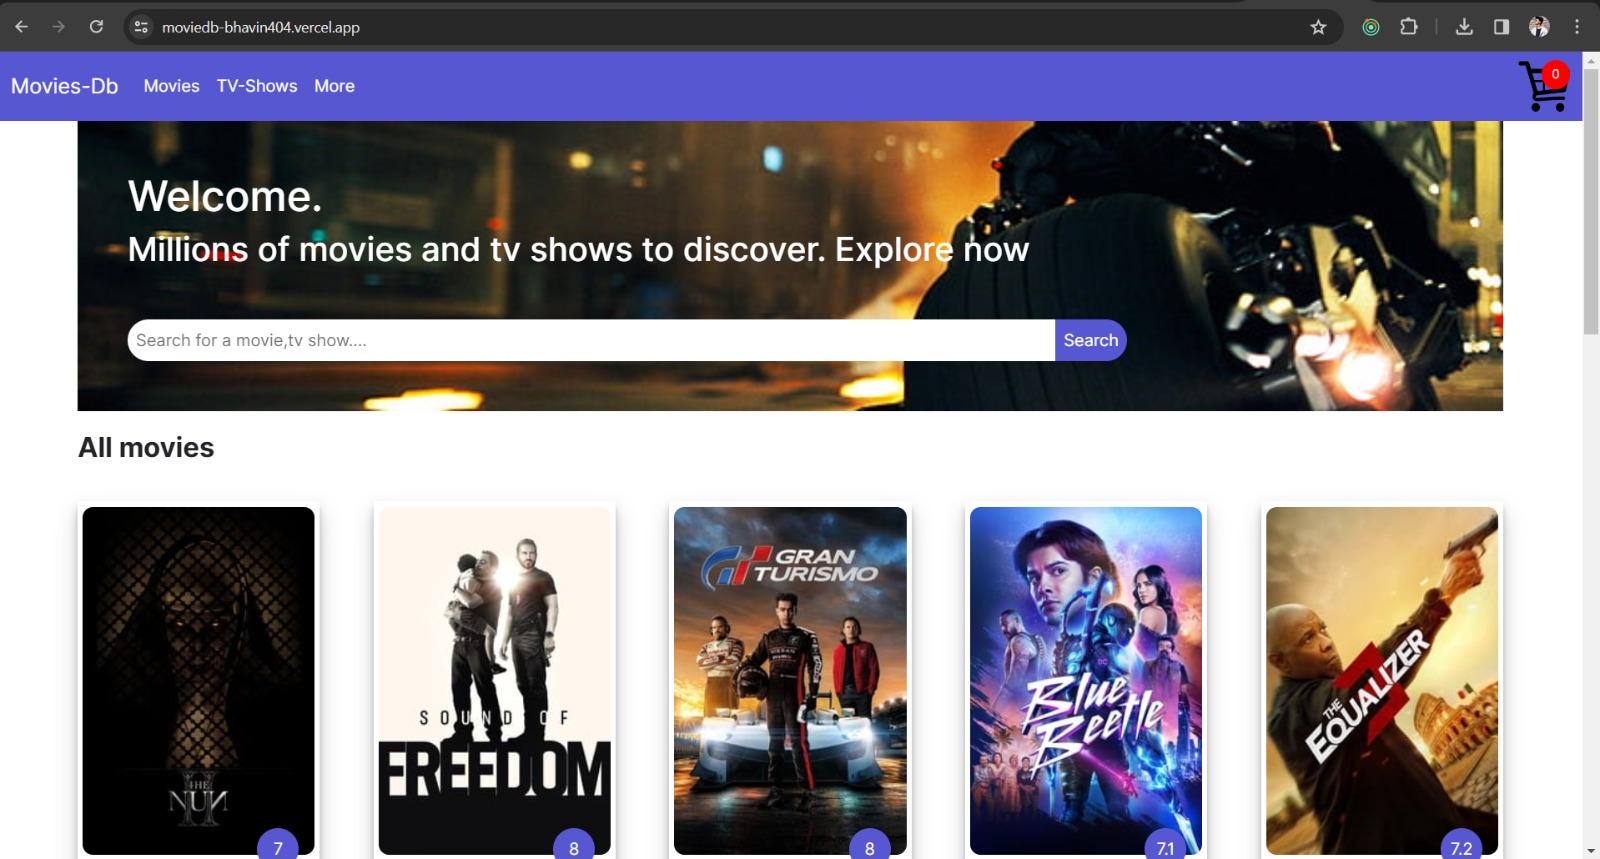 moviedb-bhavin404.vercel.app
Movies-Db Movies TV-Shows More 0
Welcome.
Millions of movies and tv shows to discover. Explore now
Search for a movie,tv show.... Search
All movies
THE
NUN
II
7
SOUND OF
FREEDOM
8
GRAN
TURISMO
NISSAN
8
DC
Blue
Beetle
7.1
THE
EQUALIZER
3
7.2